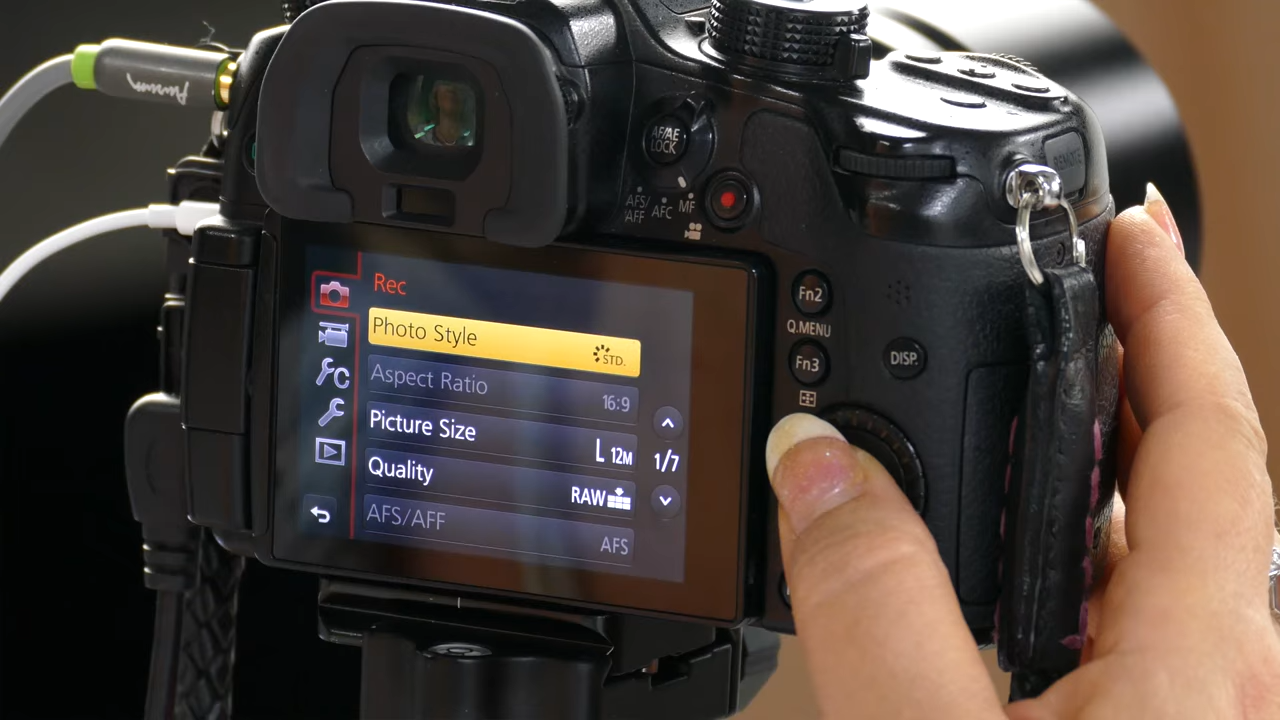 AF/AE
LOCK
AFS/
AFF
AFC
MF
Rec
Photo Style
STD.
Aspect Ratio
16:9
Picture Size
L 12M
Quality
RAW
1/7
AFS/AFF
AFS
Fn2
Q.MENU
Fn3
DISP.
REMOTE